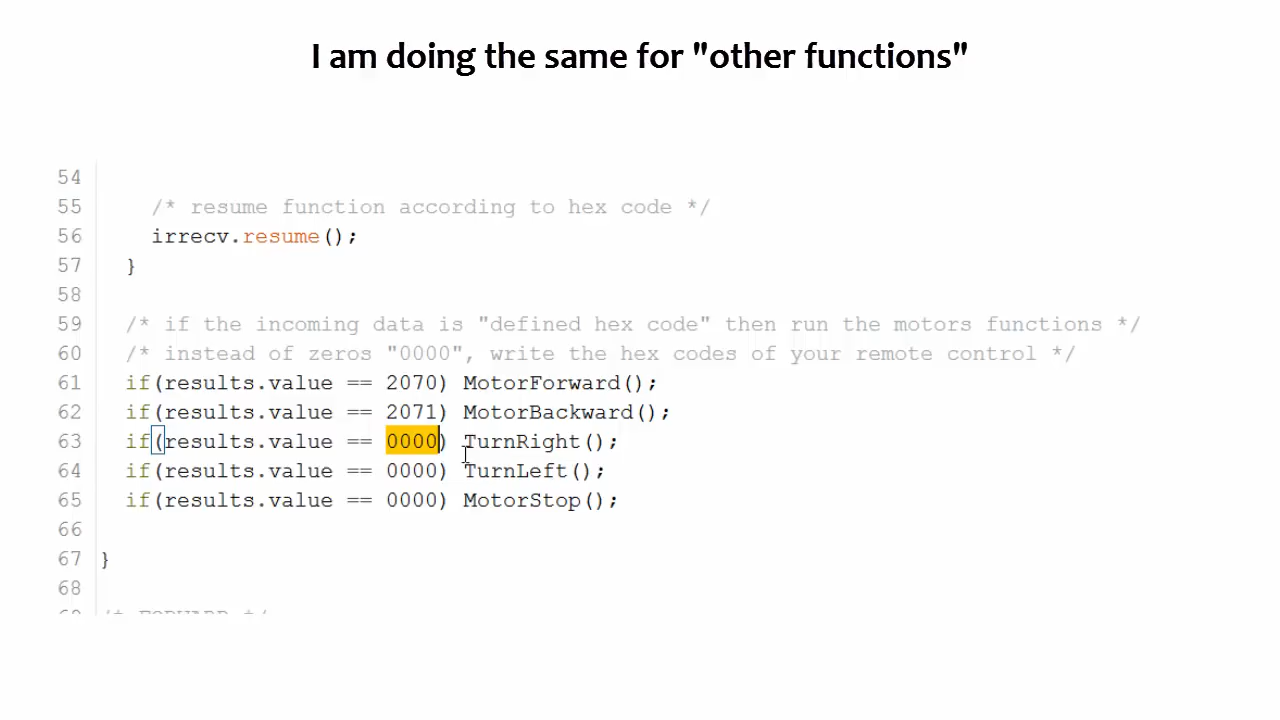 I am doing the same for "other functions"
54
55 /* resume function according to hex code */
56 irrecv.resume();
57 }
58
59 /* if the incoming data is "defined hex code" then run the motors functions */
60 /* instead of zeros "0000", write the hex codes of your remote control */
61 if(results.value == 2070) MotorForward();
62 if(results.value == 2071) MotorBackward();
63 if(results.value == 0000) TurnRight();
64 if(results.value == 0000) TurnLeft();
65 if(results.value == 0000) MotorStop();
66
67 }
68